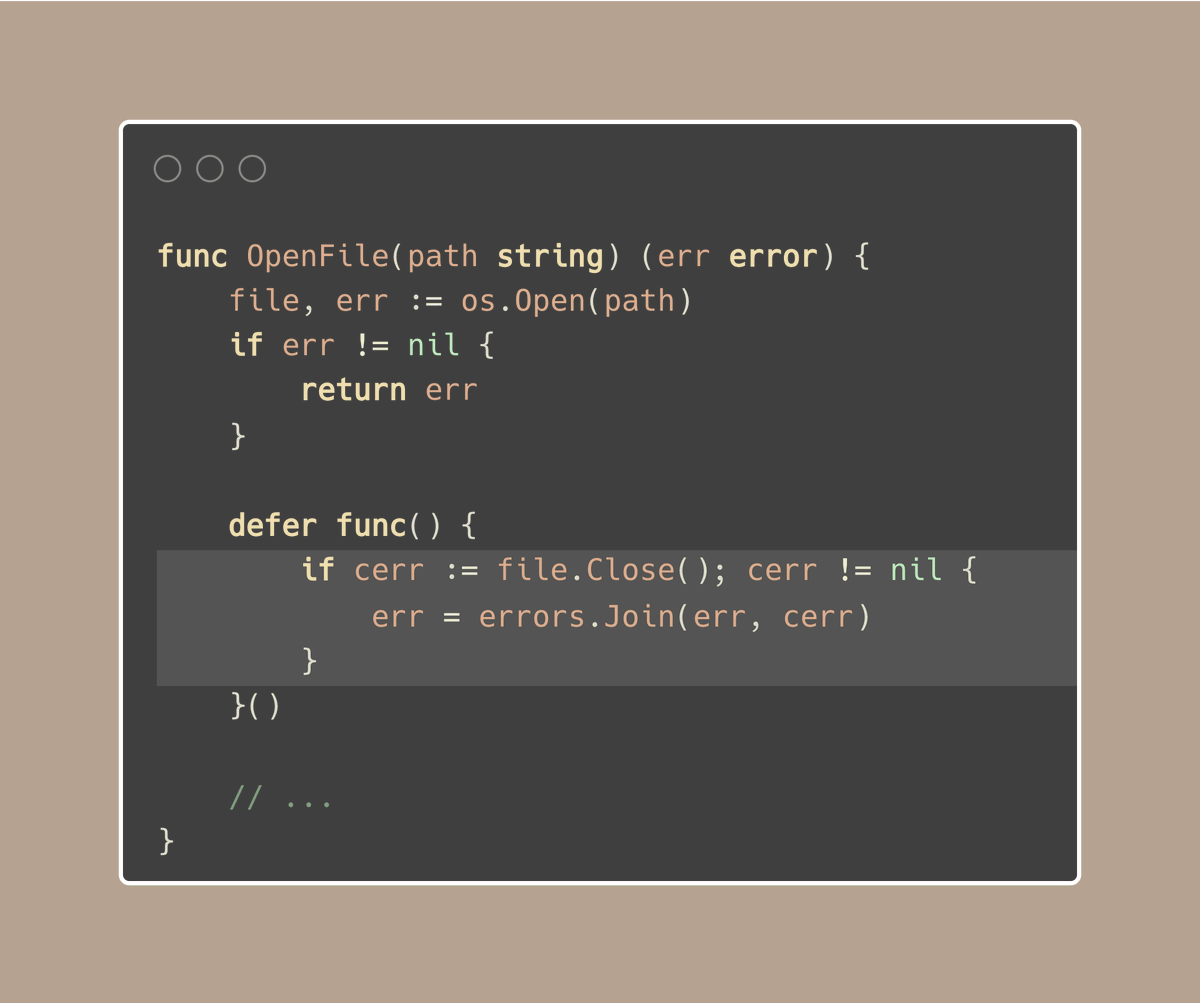 func OpenFile(path string) (err error) {
    file, err := os.Open(path)
    if err != nil {
        return err
    }

    defer func() {
        if cerr := file.Close(); cerr != nil {
            err = errors.Join(err, cerr)
        }
    }()

    // ...
}